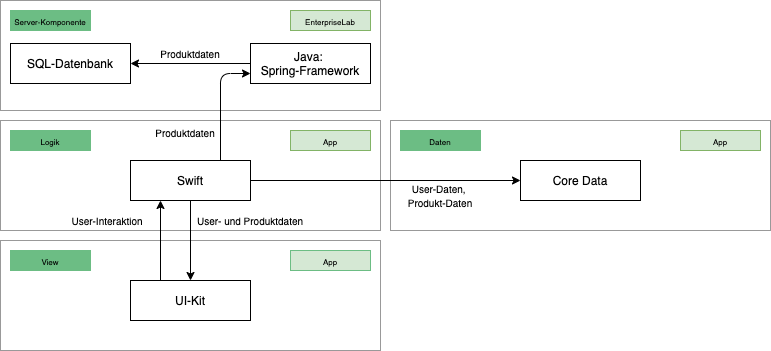 Server-Komponente
EnterpriseLab
SQL-Datenbank
Produktdaten
Java:
Spring-Framework
Produktdaten
Logik
App
Swift
User-Interaktion
User- und Produktdaten
Daten
App
User-Daten,
Produkt-Daten
Core Data
View
App
UI-Kit